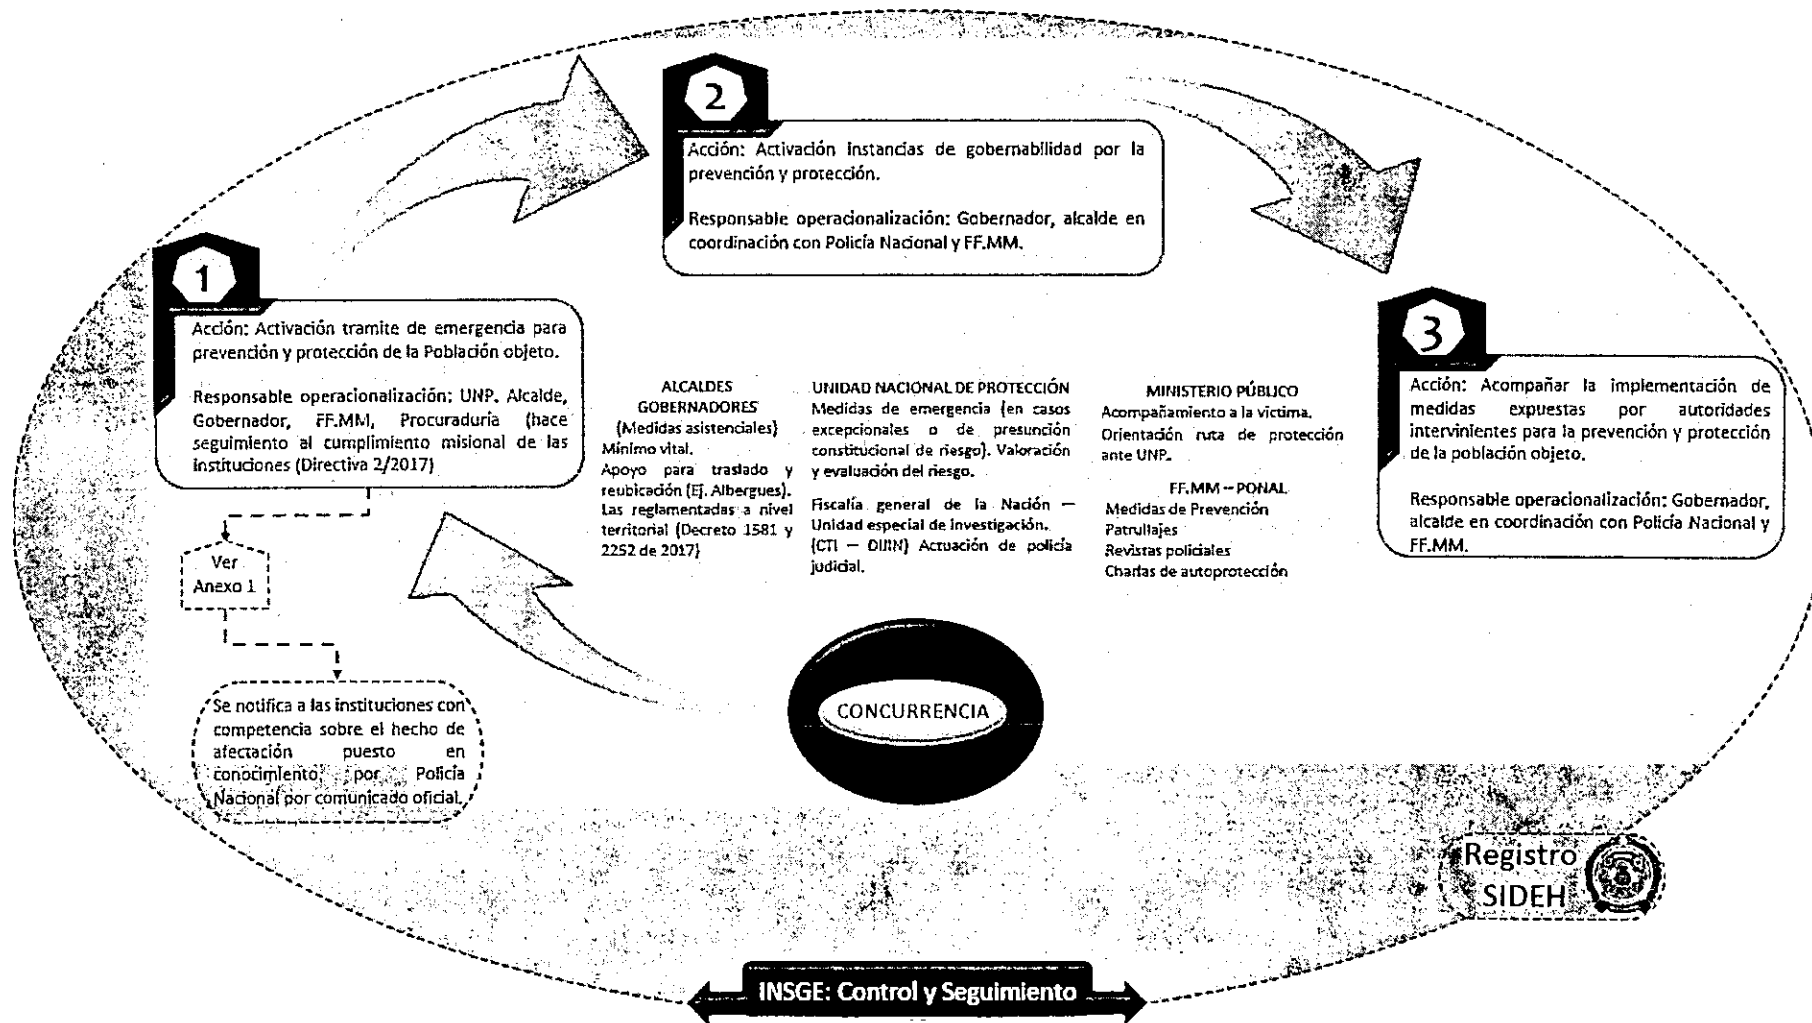 2
Acción: Activación instancias de gobernabilidad por la
prevención y protección.
Responsable operacionalización: Gobernador, alcalde en
coordinación con Policía Nacional y FF.MM.
1
Acción: Activación tramite de emergencia para
prevención y protección de la Población objeto.
Responsable operacionalización: UNP. Alcalde,
Gobernador, FF.MM, Procuraduría (hace
seguimiento al cumplimiento misional de las
instituciones (Directiva 2/2017)
3
Acción: Acompañar la implementación de
medidas expuestas por autoridades
intervinientes para la prevención y protección
de la población objeto.
Responsable operacionalización: Gobernador,
alcalde en coordinación con Policía Nacional y
FF.MM.
ALCALDES
GOBERNADORES
(Medidas asistenciales)
Mínimo vital.
Apoyo para traslado y
reubicación (Ej. Albergues).
Las reglamentadas a nivel
territorial (Decreto 1581 y
2252 de 2017)
UNIDAD NACIONAL DE PROTECCIÓN
Medidas de emergencia (en casos
excepcionales o de presunción
constitucional de riesgo). Valoración
y evaluación del riesgo.
Fiscalía general de la Nación –
Unidad especial de investigación.
(CTI – DIJIN) Actuación de policía
judicial.
MINISTERIO PÚBLICO
Acompañamiento a la victima.
Orientación ruta de protección
ante UNP.
FF.MM – PONAL
Medidas de Prevención
Patrullajes
Revistas policiales
Charlas de autoprotección
Ver
Anexo 1
Se notifica a las instituciones con
competencia sobre el hecho de
afectación puesto en
conocimiento, por Policía
Nacional por comunicado oficial.
CONCURRENCIA
Registro
SIDEH
INSGE: Control y Seguimiento